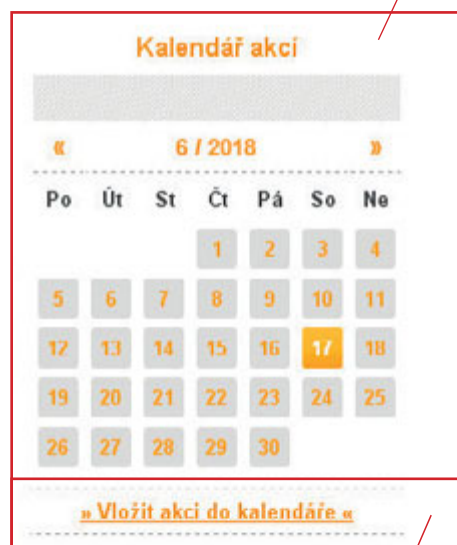 Kalendář akcí
« 6 / 2018 »
Po Út St Čt Pá So Ne
1 2 3 4
5 6 7 8 9 10 11
12 13 14 15 16 17 18
19 20 21 22 23 24 25
26 27 28 29 30
» Vložit akci do kalendáře «